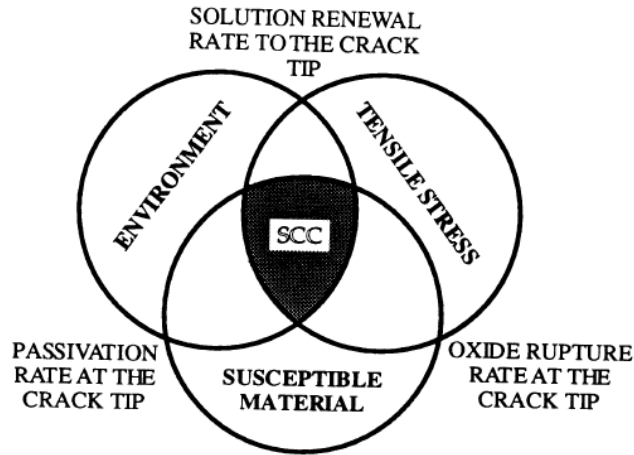 SOLUTION RENEWAL
RATE TO THE CRACK
TIP
ENVIRONMENT
TENSILE STRESS
SCC
PASSIVATION
RATE AT THE
CRACK TIP
SUSCEPTIBLE
MATERIAL
OXIDE RUPTURE
RATE AT THE
CRACK TIP